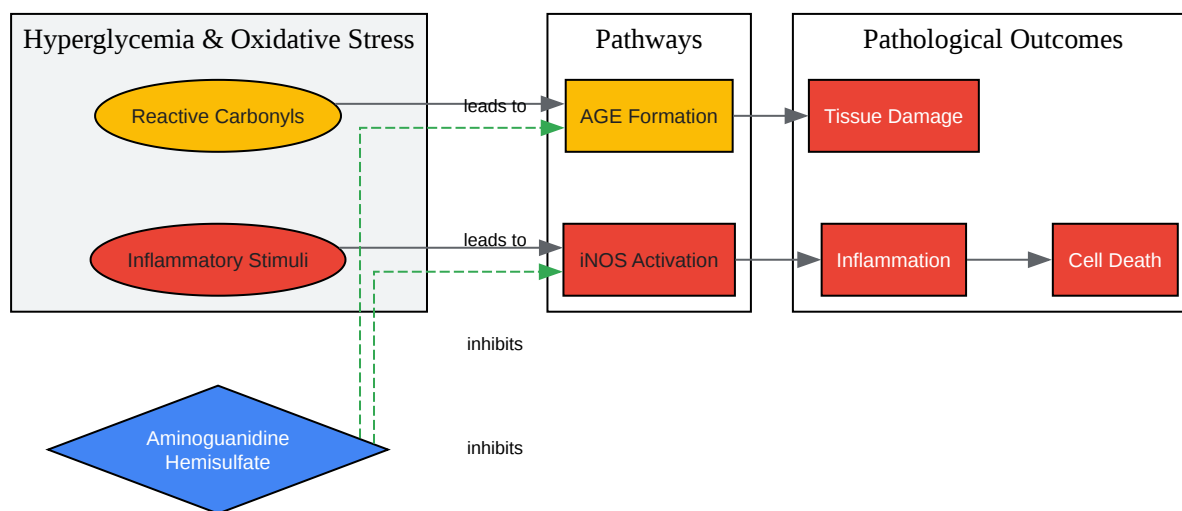 Hyperglycemia & Oxidative Stress
Pathways
Pathological Outcomes
Reactive Carbonyls
leads to
AGE Formation
Tissue Damage
Inflammatory Stimuli
leads to
iNOS Activation
Inflammation
Cell Death
inhibits
Aminoguanidine
Hemisulfate
inhibits